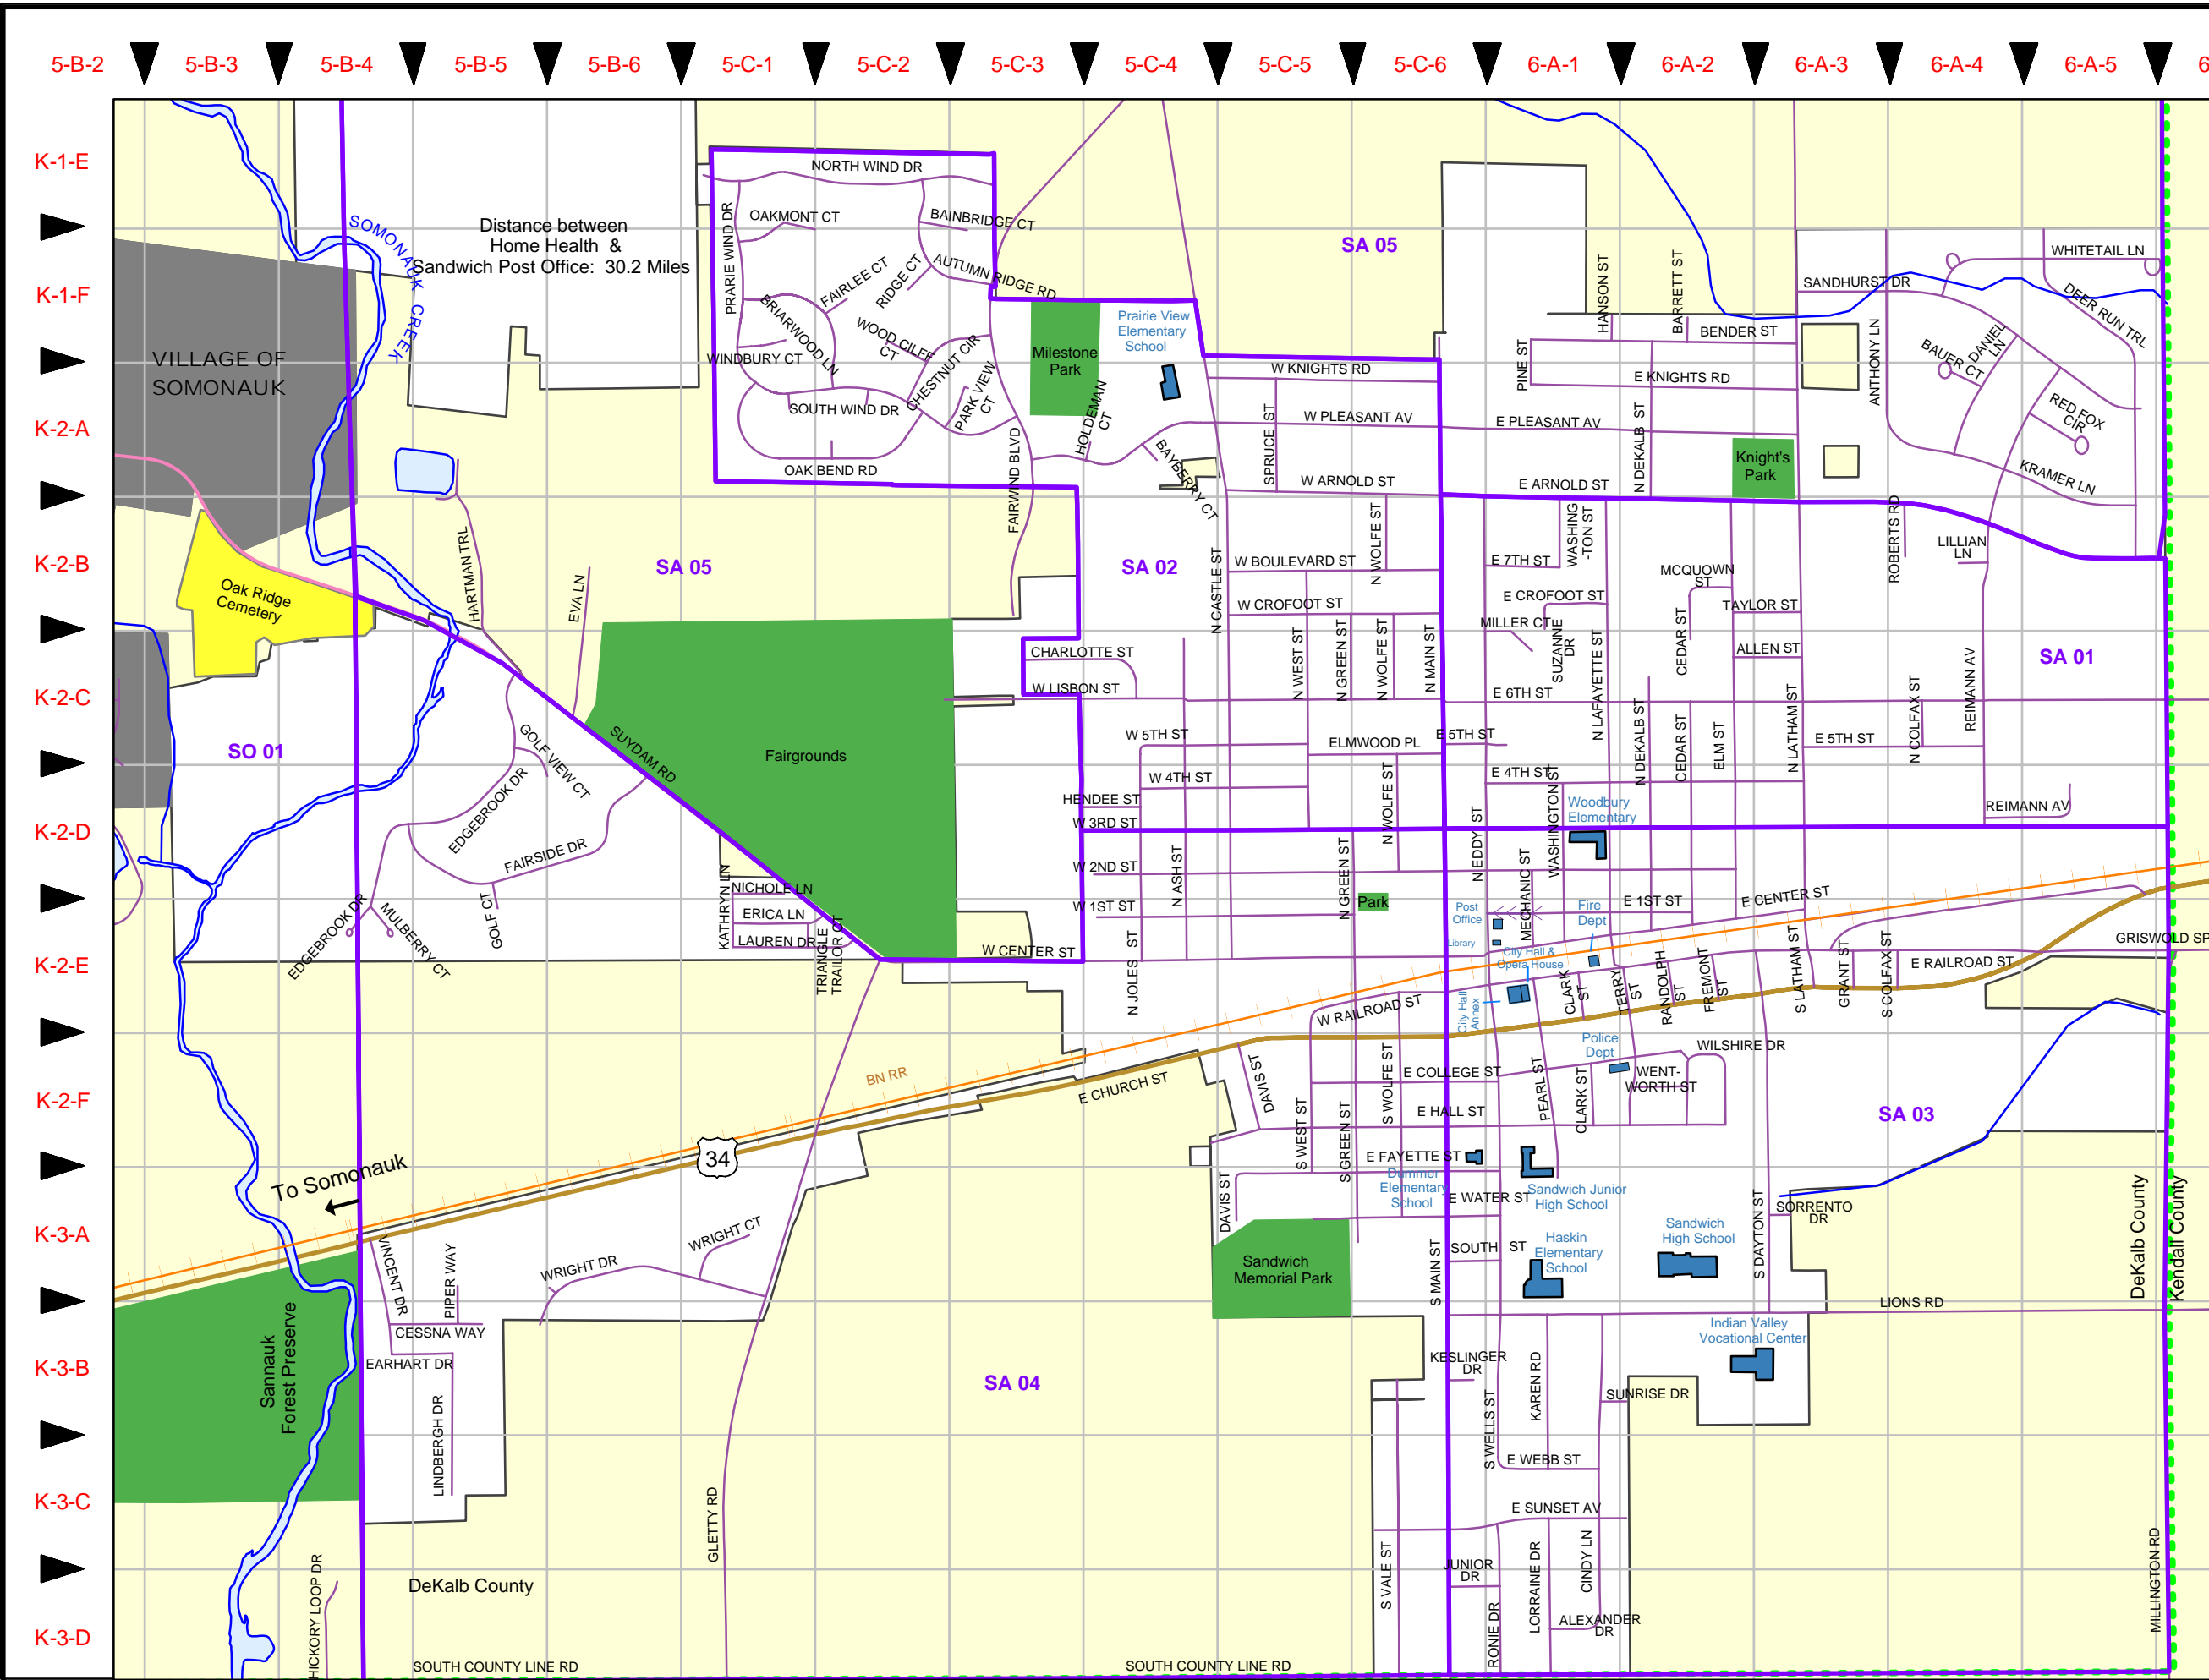 5-B-2 5-B-3 5-B-4 5-B-5 5-B-6 5-C-1 5-C-2 5-C-3 5-C-4 5-C-5 5-C-6 6-A-1 6-A-2 6-A-3 6-A-4 6-A-5 6
K-1-E
K-1-F
K-2-A
K-2-B
K-2-C
K-2-D
K-2-E
K-2-F
K-3-A
K-3-B
K-3-C
K-3-D
Distance between
Home Health &
Sandwich Post Office: 30.2 Miles
SOMONAUK CREEK
VILLAGE OF
SOMONAUK
Oak Ridge
Cemetery
NORTH WIND DR
PRARIE WIND DR
OAKMONT CT
BAINBRIDGE CT
FAIRLEE CT
RIDGE CT
AUTUMN RIDGE RD
BRIARWOOD LN
WOOD CILFF
CT
WINDBURY CT
CHESTNUT CIR
PARK VIEW
CT
SOUTH WIND DR
OAK BEND RD
FAIRWIND BLVD
Milestone
Park
HOLDEMAN
CT
Prairie View
Elementary
School
BAYBERRY CT
SA 05
W KNIGHTS RD
W PLEASANT AV
SPRUCE ST
W ARNOLD ST
HANSON ST
BARRETT ST
BENDER ST
PINE ST
E KNIGHTS RD
E PLEASANT AV
N DEKALB ST
Knight's
Park
E ARNOLD ST
SANDHURST DR
WHITETAIL LN
DEER RUN TRL
ANTHONY LN
BAUER CT
DANIEL
LN
RED FOX
CIR
KRAMER LN
HARTMAN TRL
EVA LN
SA 05
SA 02
N CASTLE ST
W BOULEVARD ST
N WOLFE ST
W CROFOOT ST
E 7TH ST
WASHING
-TON ST
E CROFOOT ST
MILLER CT
SUZANNE
DR
MCQUOWN
ST
TAYLOR ST
CEDAR ST
ALLEN ST
ROBERTS RD
LILLIAN
LN
SA 01
CHARLOTTE ST
W LISBON ST
N WEST ST
N GREEN ST
N WOLFE ST
N MAIN ST
E 6TH ST
N LAFAYETTE ST
N LATHAM ST
N COLFAX ST
REIMANN AV
SO 01
SUYDAM RD
GOLF VIEW CT
EDGEBROOK DR
Fairgrounds
W 5TH ST
ELMWOOD PL
E 5TH ST
N DEKALB ST
CEDAR ST
ELM ST
E 5TH ST
W 4TH ST
E 4TH ST
WASHINGTON ST
HENDEE ST
W 3RD ST
N WOLFE ST
N EDDY ST
Woodbury
Elementary
REIMANN AV
FAIRSIDE DR
GOLF CT
EDGEBROOK DR
MULBERRY CT
KATHRYN LN
NICHOLE LN
ERICA LN
LAUREN DR
TRIANGLE
TRAILOR CT
W 2ND ST
N ASH ST
W 1ST ST
N GREEN ST
Park
W CENTER ST
N JOLES ST
Post
Office
Library
MECHANIC ST
Fire
Dept
E 1ST ST
E CENTER ST
City Hall &
Opera House
City Hall
Annex
W RAILROAD ST
CLARK
ST
TERRY
ST
RANDOLPH
ST
FREMONT
ST
S LATHAM ST
GRANT ST
S COLFAX ST
E RAILROAD ST
GRISWOLD SP
BN RR
E CHURCH ST
34
To Somonauk
DAVIS ST
S WOLFE ST
E COLLEGE ST
Police
Dept
WILSHIRE DR
WENT-
WORTH ST
S WEST ST
S GREEN ST
E HALL ST
PEARL ST
CLARK ST
SA 03
E FAYETTE ST
Dummer
Elementary
School
E WATER ST
Sandwich Junior
High School
DAVIS ST
Sandwich
Memorial Park
S MAIN ST
SOUTH ST
Haskin
Elementary
School
Sandwich
High School
S DAYTON ST
SORRENTO
DR
DeKalb County
Kendall County
VINCENT DR
PIPER WAY
WRIGHT DR
WRIGHT CT
CESSNA WAY
EARHART DR
LINDBERGH DR
Sannauk
Forest Preserve
SA 04
LIONS RD
Indian Valley
Vocational Center
KESLINGER
DR
KAREN RD
SUNRISE DR
S WELLS ST
E WEBB ST
E SUNSET AV
GLETTY RD
HICKORY LOOP DR
DeKalb County
S VALE ST
JUNIOR
DR
RONIE DR
LORRAINE DR
CINDY LN
ALEXANDER
DR
MILLINGTON RD
SOUTH COUNTY LINE RD
SOUTH COUNTY LINE RD